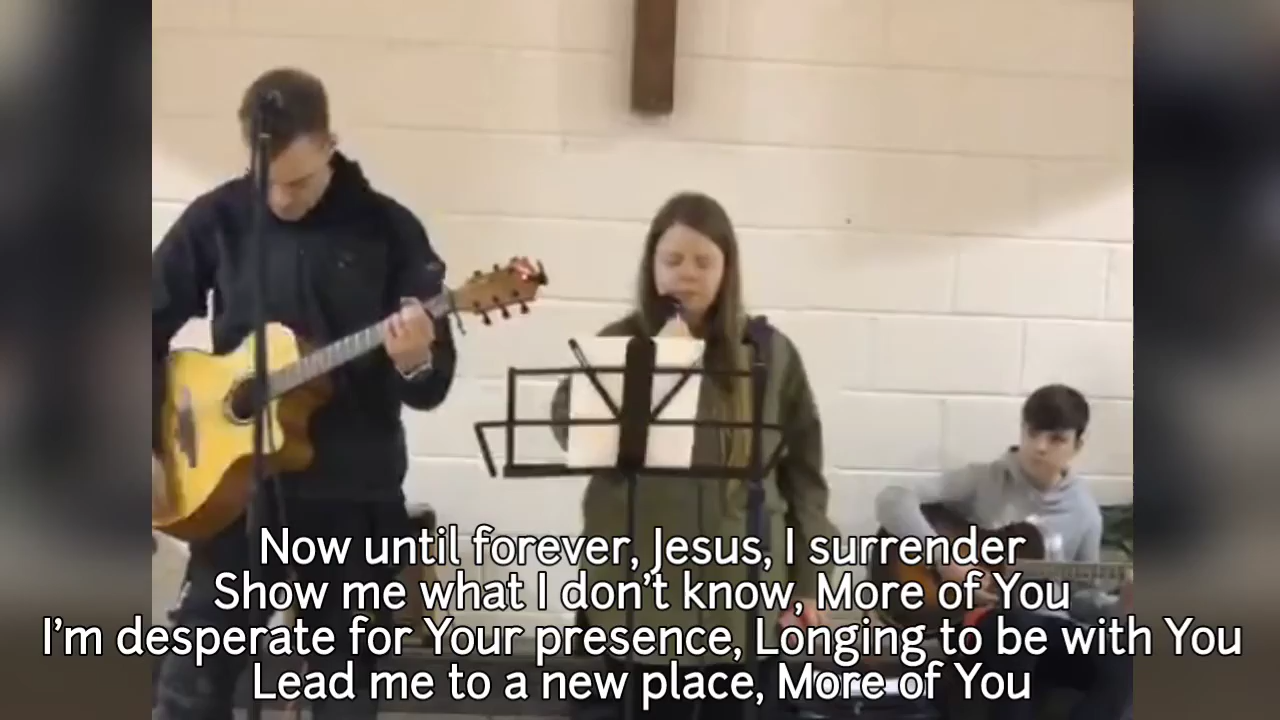 Now until forever, Jesus, I surrender
Show me what I don't know, More of You
I'm desperate for Your presence, Longing to be with You
Lead me to a new place, More of You